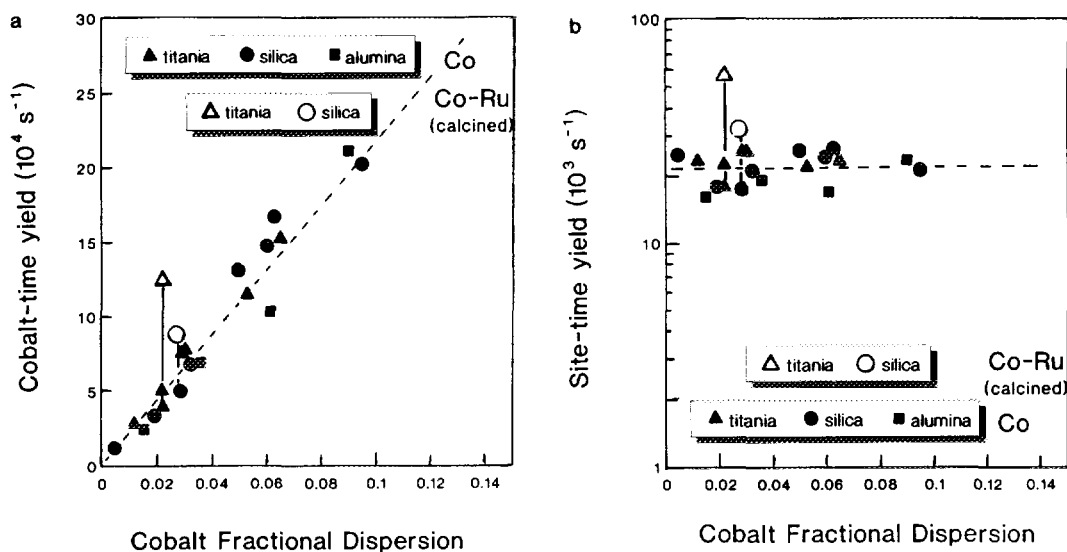 a
Cobalt-time yield (10⁴ s⁻¹)
30
25
20
15
10
5
0
▲ titania ● silica ■ alumina
Co
△ titania ○ silica
Co-Ru
(calcined)
0 0.02 0.04 0.06 0.08 0.1 0.12 0.14
Cobalt Fractional Dispersion
b
Site-time yield (10³ s⁻¹)
100
10
1
△ titania ○ silica
Co-Ru
(calcined)
▲ titania ● silica ■ alumina
Co
0 0.02 0.04 0.06 0.08 0.1 0.12 0.14
Cobalt Fractional Dispersion